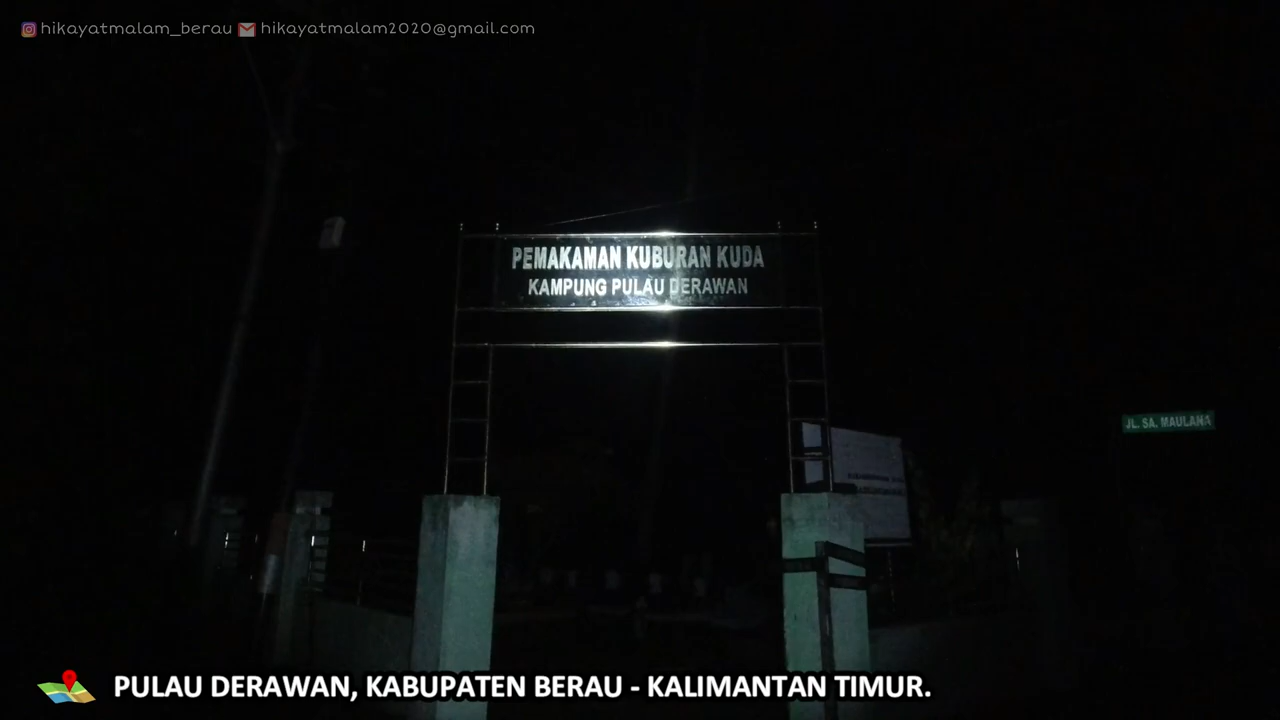 hikayatmalam_berau hikayatmalam2020@gmail.com
PEMAKAMAN KUBURAN KUDA
KAMPUNG PULAU DERAWAN
JL. SA. MAULANA
PULAU DERAWAN, KABUPATEN BERAU - KALIMANTAN TIMUR.